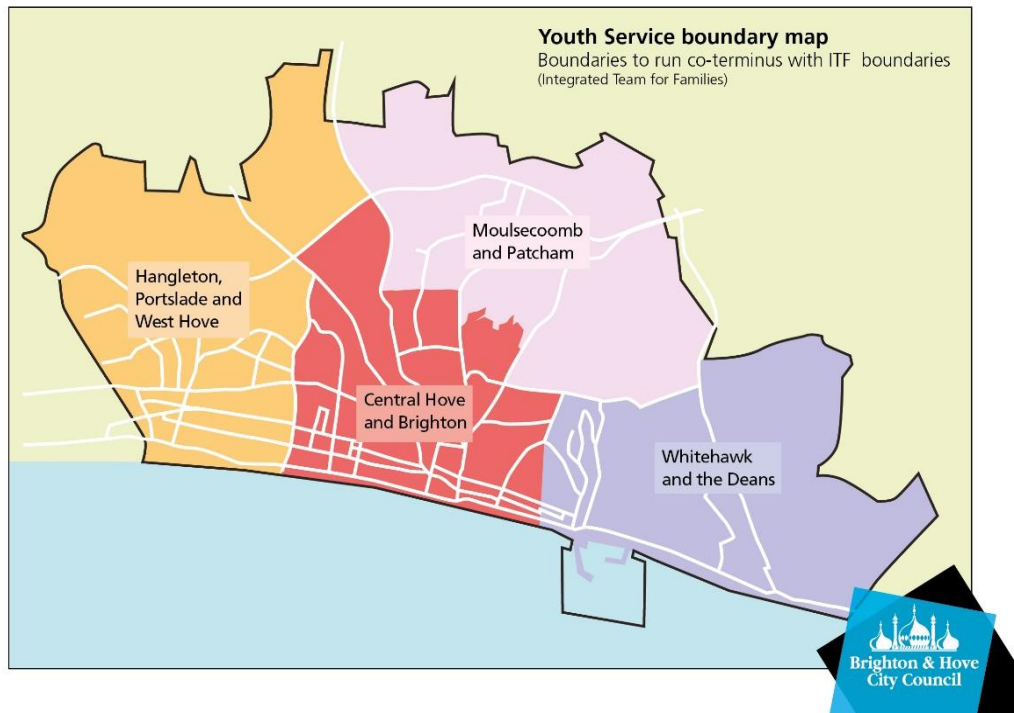 Youth Service boundary map
Boundaries to run co-terminus with ITF boundaries
(Integrated Team for Families)
Moulsecoomb
and Patcham
Hangleton,
Portslade and
West Hove
Central Hove
and Brighton
Whitehawk
and the Deans
Brighton & Hove
City Council